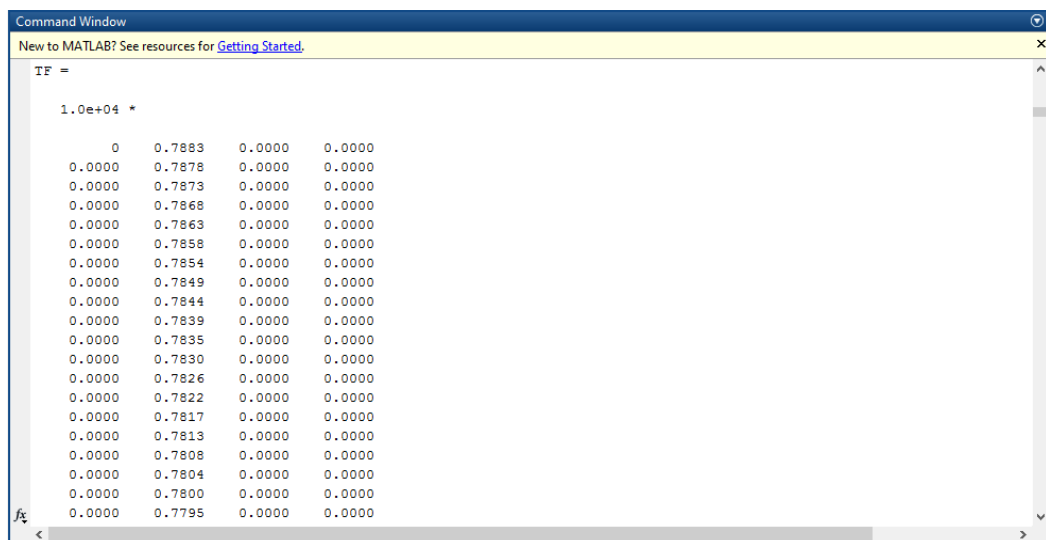 Command Window
New to MATLAB? See resources for Getting Started.
TF =
1.0e+04 *
0 0.7883 0.0000 0.0000
0.0000 0.7878 0.0000 0.0000
0.0000 0.7873 0.0000 0.0000
0.0000 0.7868 0.0000 0.0000
0.0000 0.7863 0.0000 0.0000
0.0000 0.7858 0.0000 0.0000
0.0000 0.7854 0.0000 0.0000
0.0000 0.7849 0.0000 0.0000
0.0000 0.7844 0.0000 0.0000
0.0000 0.7839 0.0000 0.0000
0.0000 0.7835 0.0000 0.0000
0.0000 0.7830 0.0000 0.0000
0.0000 0.7826 0.0000 0.0000
0.0000 0.7822 0.0000 0.0000
0.0000 0.7817 0.0000 0.0000
0.0000 0.7813 0.0000 0.0000
0.0000 0.7808 0.0000 0.0000
0.0000 0.7804 0.0000 0.0000
0.0000 0.7800 0.0000 0.0000
fx 0.0000 0.7795 0.0000 0.0000